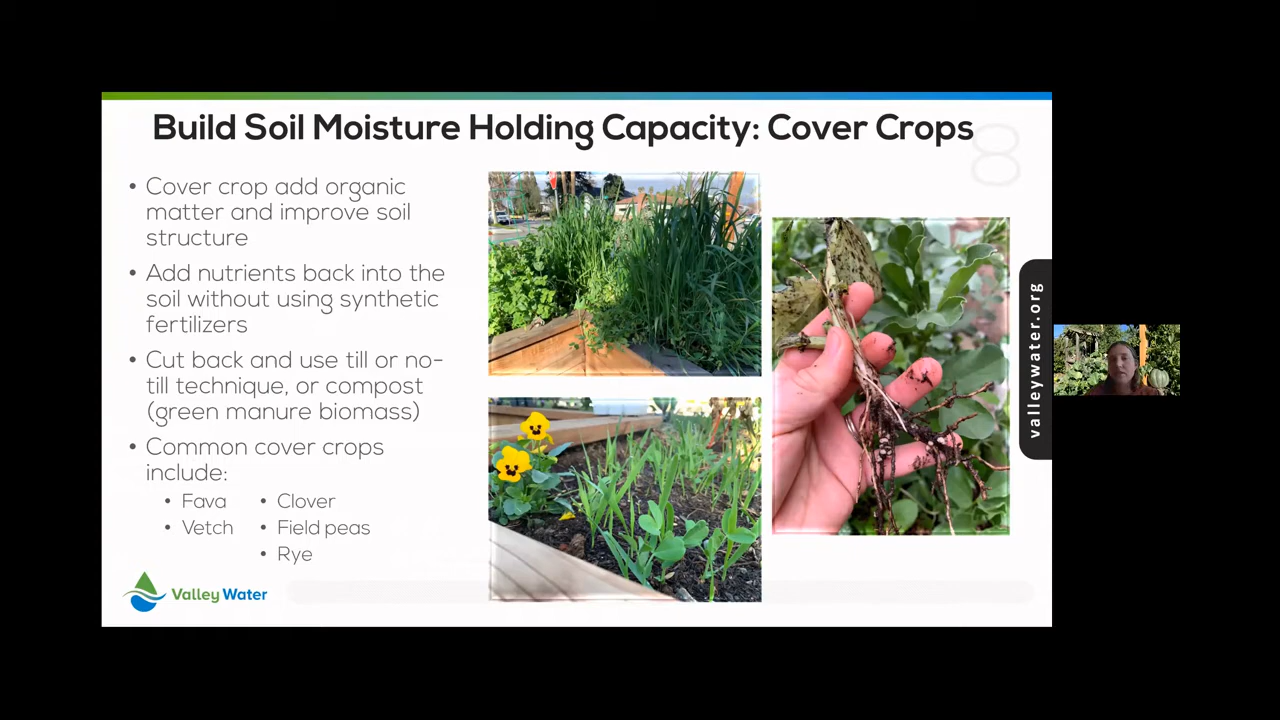 Build Soil Moisture Holding Capacity: Cover Crops
8
• Cover crop add organic
matter and improve soil
structure
• Add nutrients back into the
soil without using synthetic
fertilizers
• Cut back and use till or no-
till technique, or compost
(green manure biomass)
• Common cover crops
include:
• Fava
• Vetch
• Clover
• Field peas
• Rye
Valley Water
valleywater.org